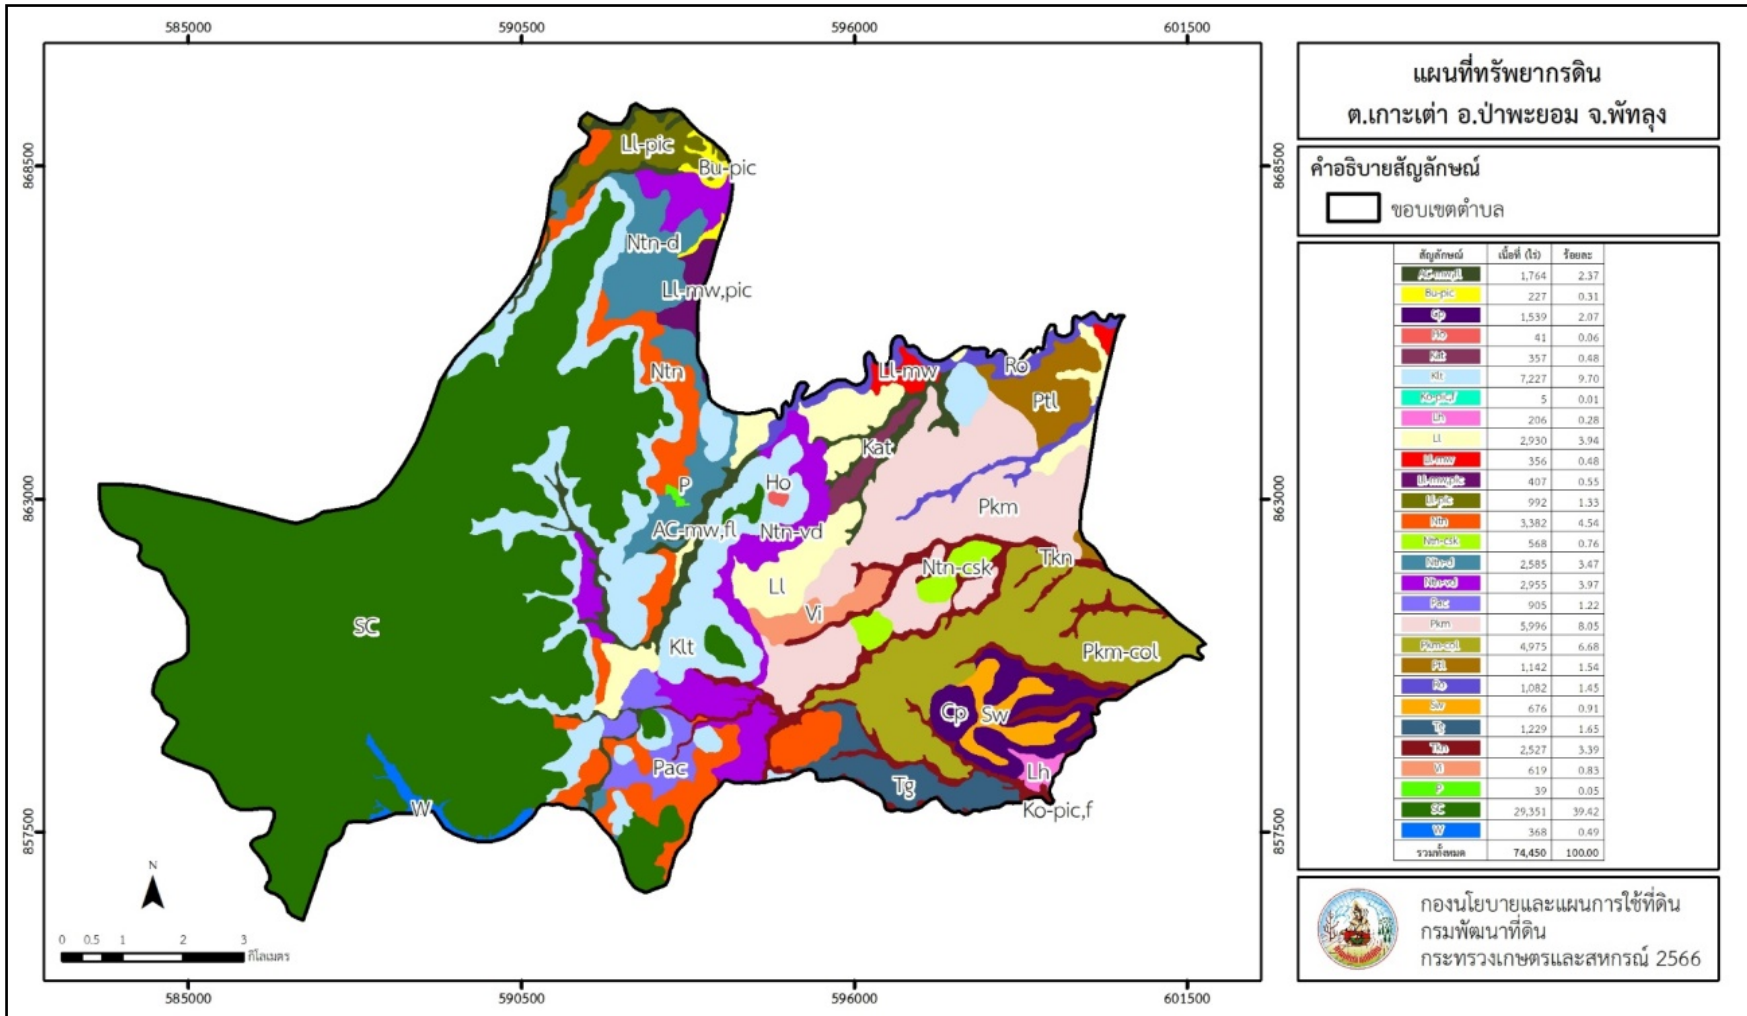 585000 590500 596000 601500
868500 868500
863000 863000
857500 857500
585000 590500 596000 601500
Ll-pic
Bu-pic
Ntn-d
Ll-mw,pic
Ntn
Ll-mw
Ro
Ptl
Kat
P
Ho
Pkm
AC-mw,fl
Ntn-vd
Tkn
Ntn-csk
Ll
Vi
SC
Klt
Pkm-col
Cp
Sw
Pac
Lh
Tg
W
Ko-pic,f
N
0 0.5 1 2 3
กิโลเมตร
แผนที่ทรัพยากรดิน
ต.เกาะเต่า อ.ป่าพะยอม จ.พัทลุง
คำอธิบายสัญลักษณ์
ขอบเขตตำบล
สัญลักษณ์ เนื้อที่ (ไร่) ร้อยละ
AC-mw,fl 1,764 2.37
Bu-pic 227 0.31
Cp 1,539 2.07
Ho 41 0.06
Kat 357 0.48
Klt 7,227 9.70
Ko-pic,f 5 0.01
Lh 206 0.28
Ll 2,930 3.94
Ll-mw 356 0.48
Ll-mw,pic 407 0.55
Ll-pic 992 1.33
Ntn 3,382 4.54
Ntn-csk 568 0.76
Ntn-d 2,585 3.47
Ntn-vd 2,955 3.97
Pac 905 1.22
Pkm 5,996 8.05
Pkm-col 4,975 6.68
Ptl 1,142 1.54
Ro 1,082 1.45
Sw 676 0.91
Tg 1,229 1.65
Tkn 2,527 3.39
Vi 619 0.83
P 39 0.05
SC 29,351 39.42
W 368 0.49
รวมทั้งหมด 74,450 100.00
กองนโยบายและแผนการใช้ที่ดิน
กรมพัฒนาที่ดิน
กระทรวงเกษตรและสหกรณ์ 2566